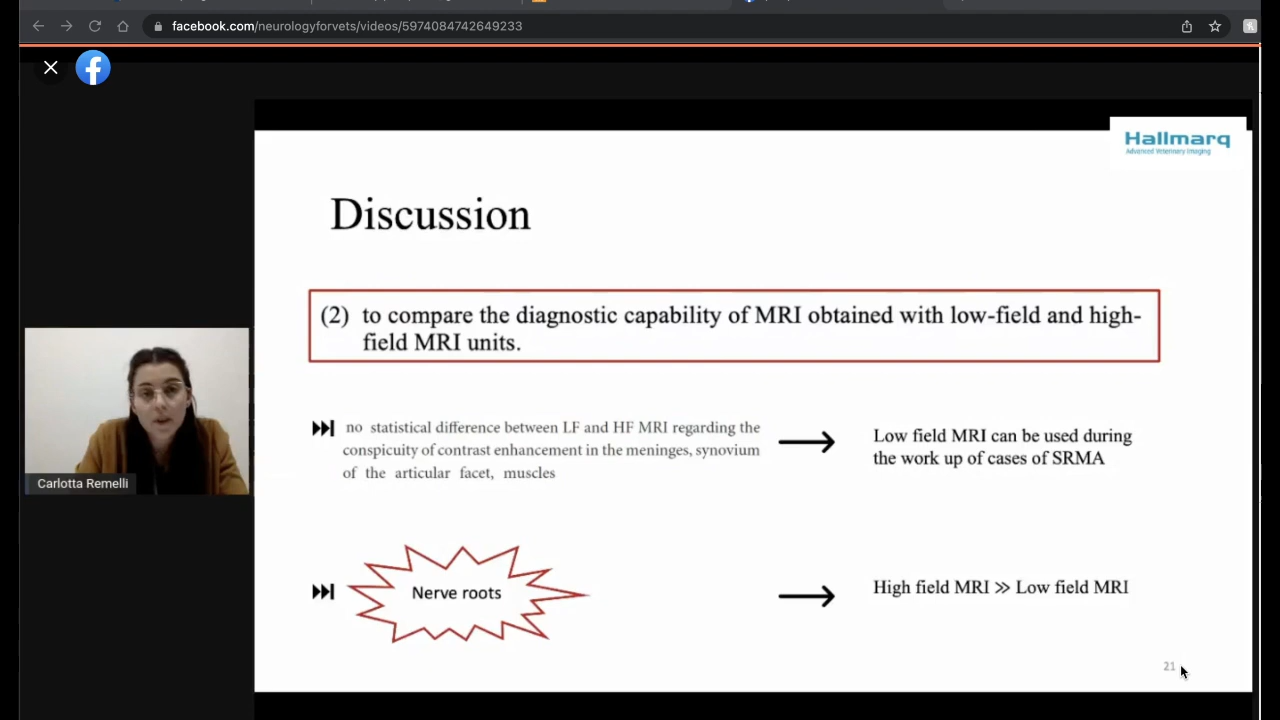 facebook.com/neurologyforvets/videos/5974084742649233
Hallmarq
Advanced Veterinary Imaging
Discussion
(2) to compare the diagnostic capability of MRI obtained with low-field and high-
field MRI units.
no statistical difference between LF and HF MRI regarding the
conspicuity of contrast enhancement in the meninges, synovium
of the articular facet, muscles
Low field MRI can be used during
the work up of cases of SRMA
Carlotta Remelli
Nerve roots
High field MRI ≫ Low field MRI
21